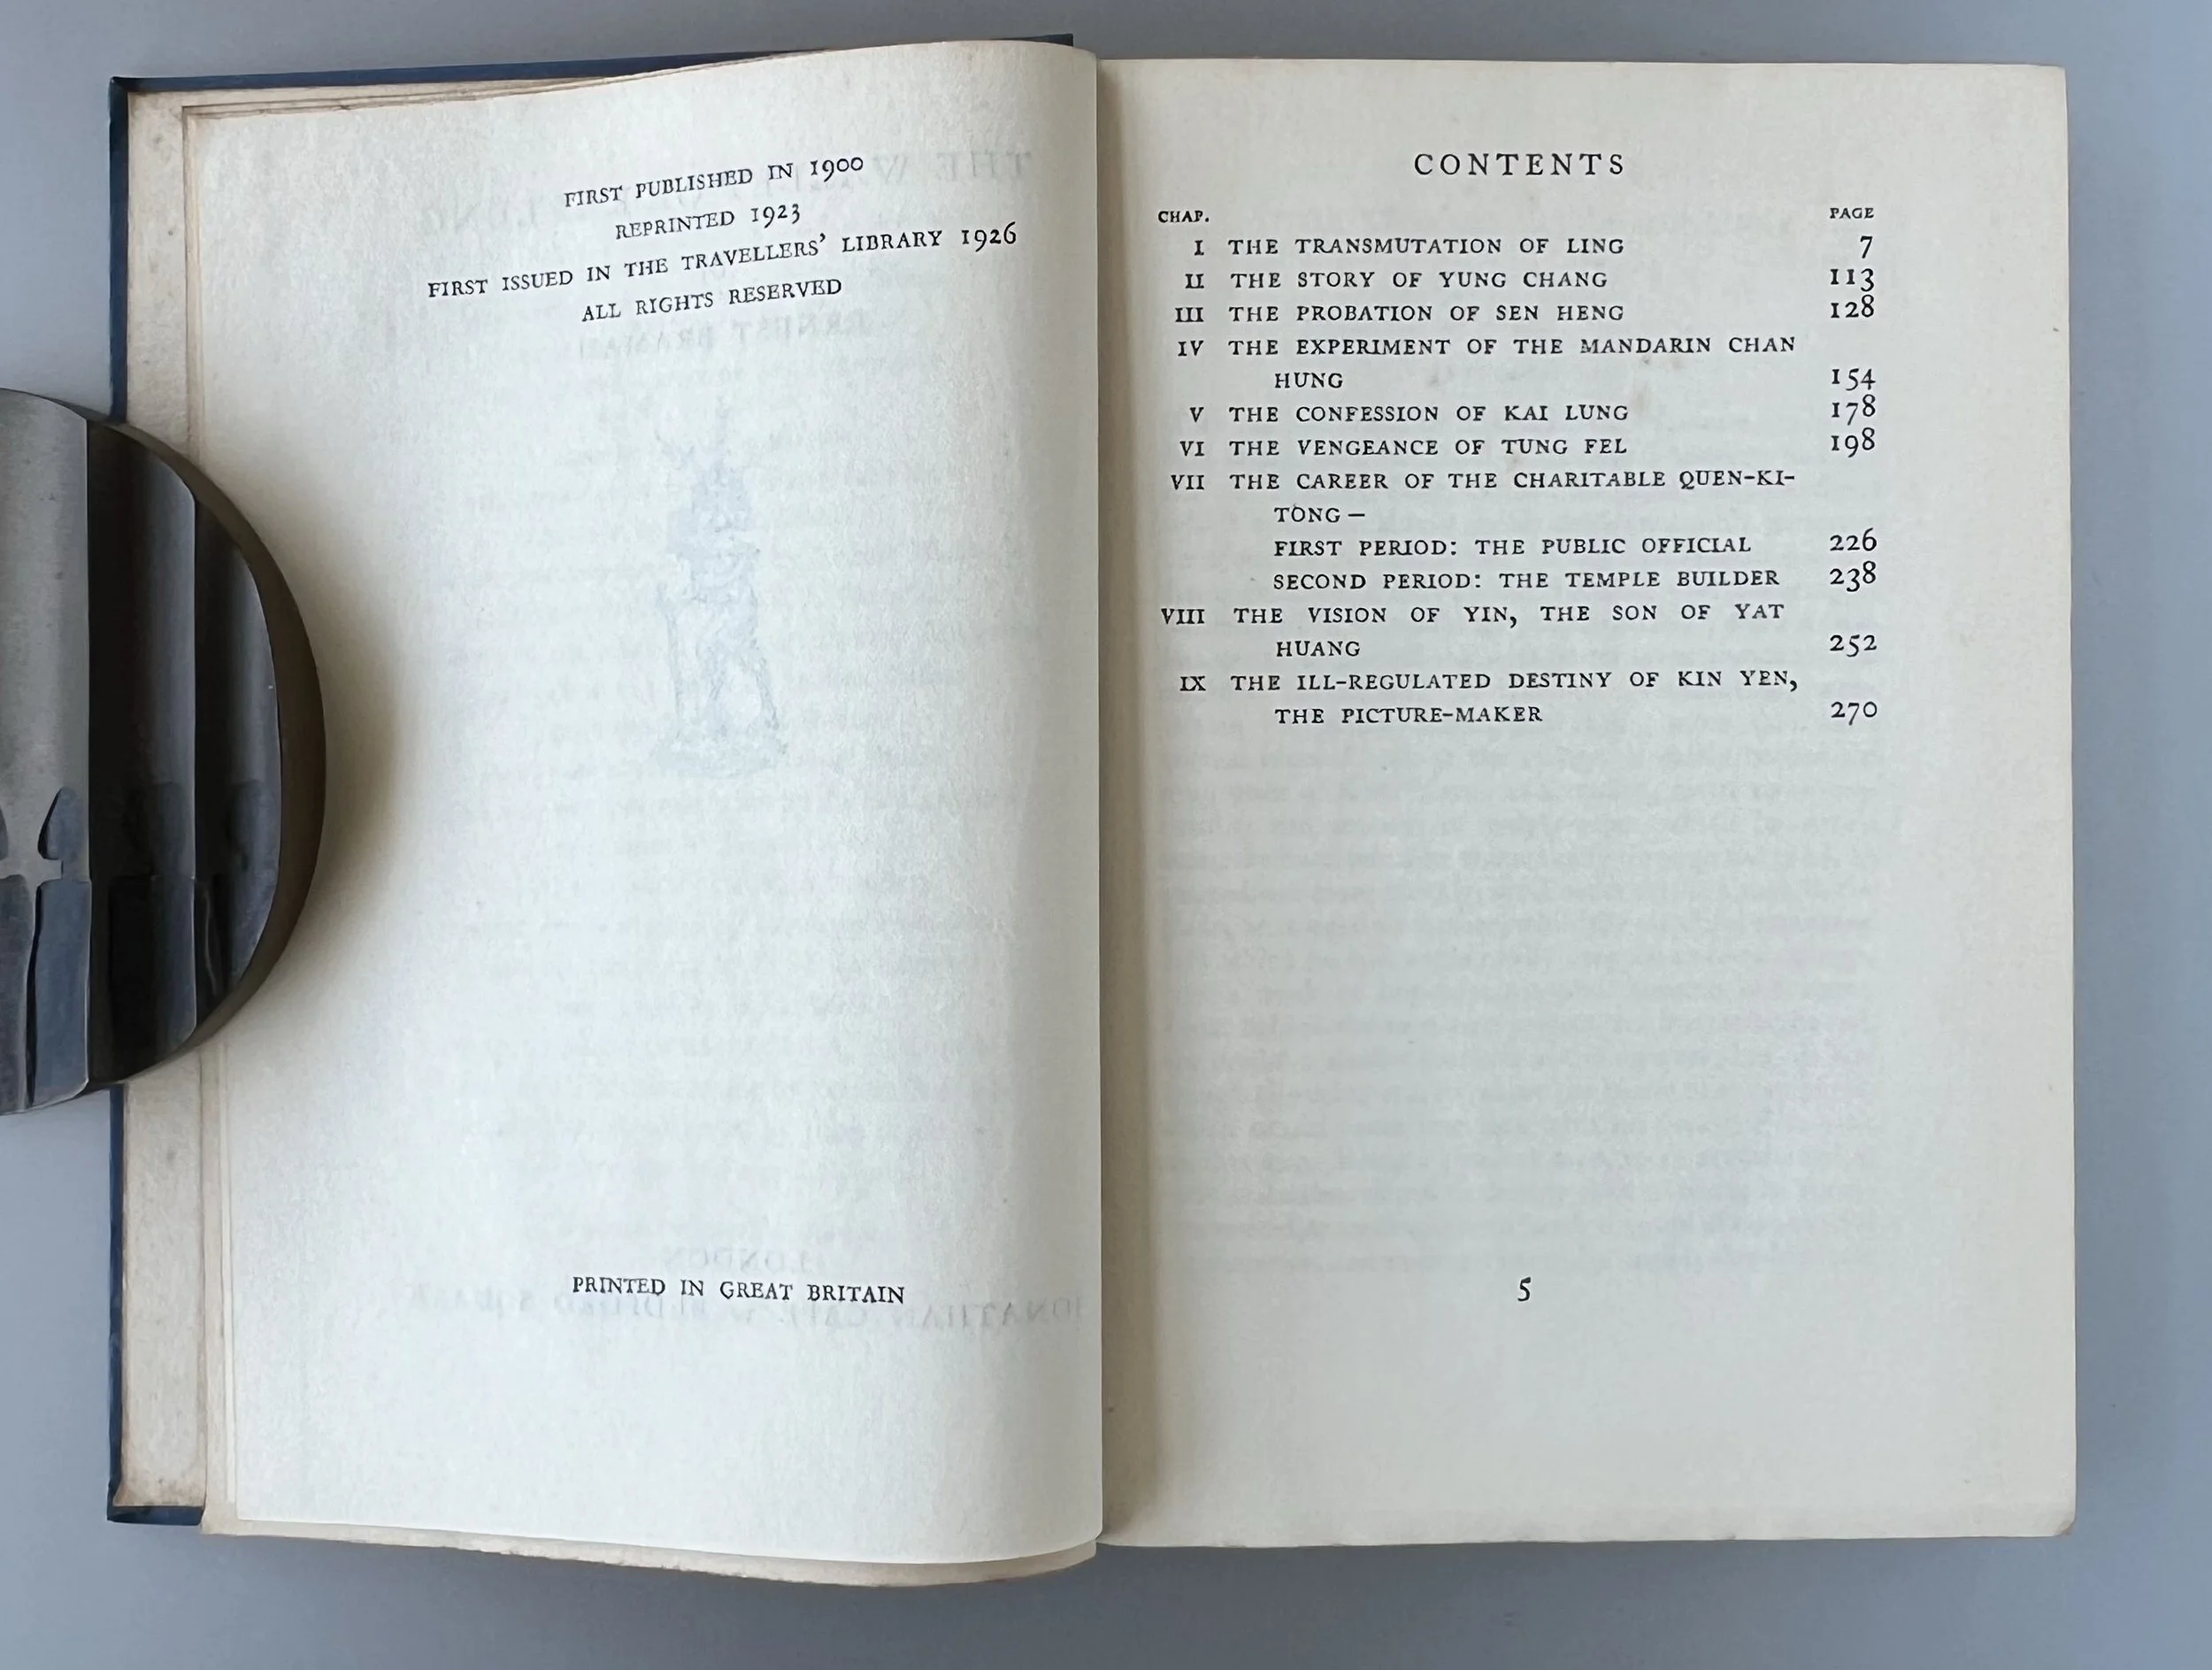 FIRST PUBLISHED IN 1900
REPRINTED 1923
FIRST ISSUED IN THE TRAVELLERS' LIBRARY 1926
ALL RIGHTS RESERVED
PRINTED IN GREAT BRITAIN
CONTENTS
CHAP. PAGE
I THE TRANSMUTATION OF LING 7
II THE STORY OF YUNG CHANG 113
III THE PROBATION OF SEN HENG 128
IV THE EXPERIMENT OF THE MANDARIN CHAN
HUNG 154
V THE CONFESSION OF KAI LUNG 178
VI THE VENGEANCE OF TUNG FEL 198
VII THE CAREER OF THE CHARITABLE QUEN-KI-
TONG —
FIRST PERIOD: THE PUBLIC OFFICIAL 226
SECOND PERIOD: THE TEMPLE BUILDER 238
VIII THE VISION OF YIN, THE SON OF YAT
HUANG 252
IX THE ILL-REGULATED DESTINY OF KIN YEN,
THE PICTURE-MAKER 270
5